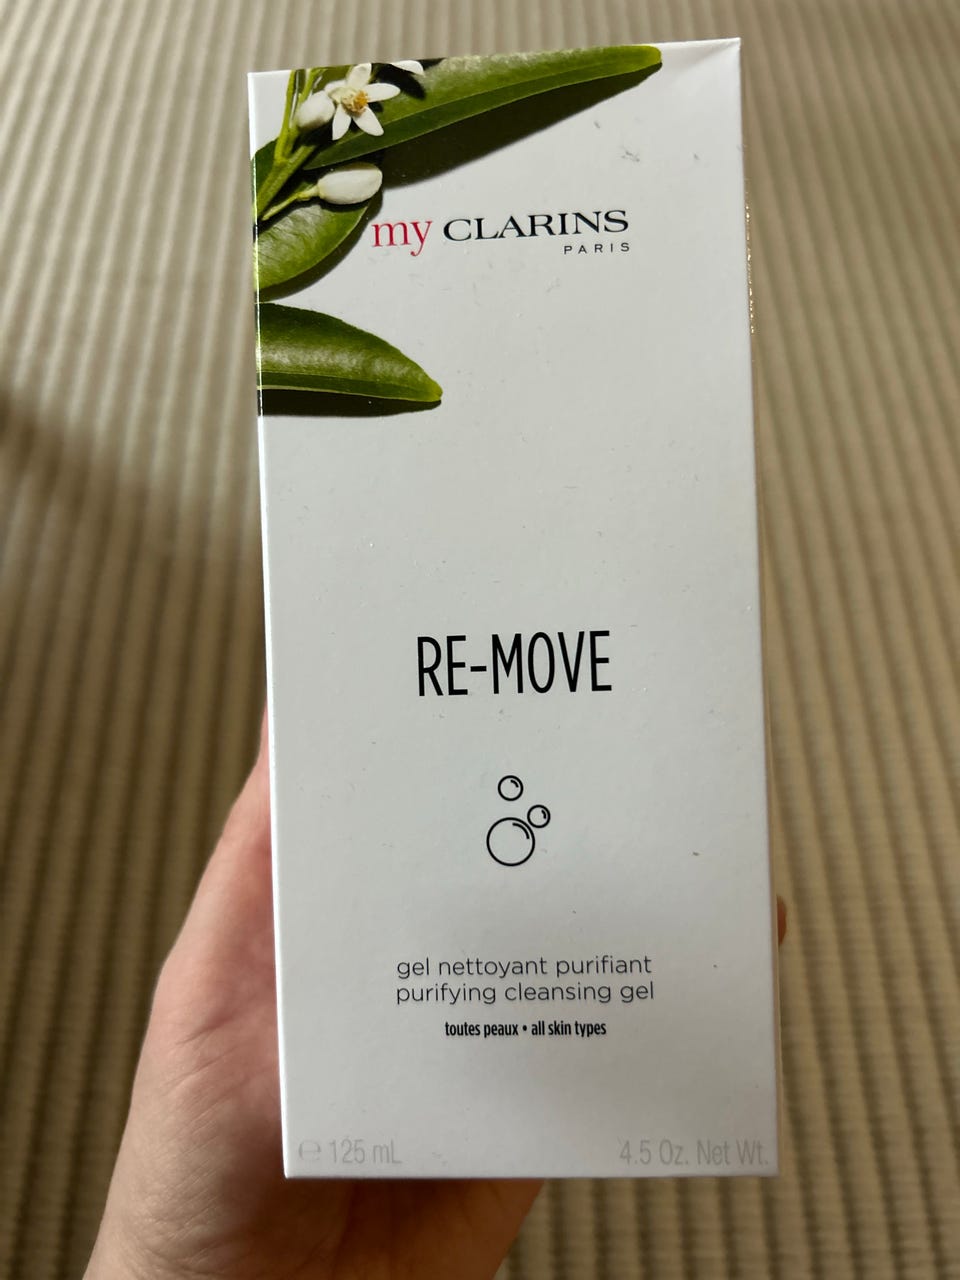 my CLARINS
PARIS
RE-MOVE
gel nettoyant purifiant
purifying cleansing gel
toutes peaux • all skin types
℮ 125 mL 4.5 Oz. Net Wt.